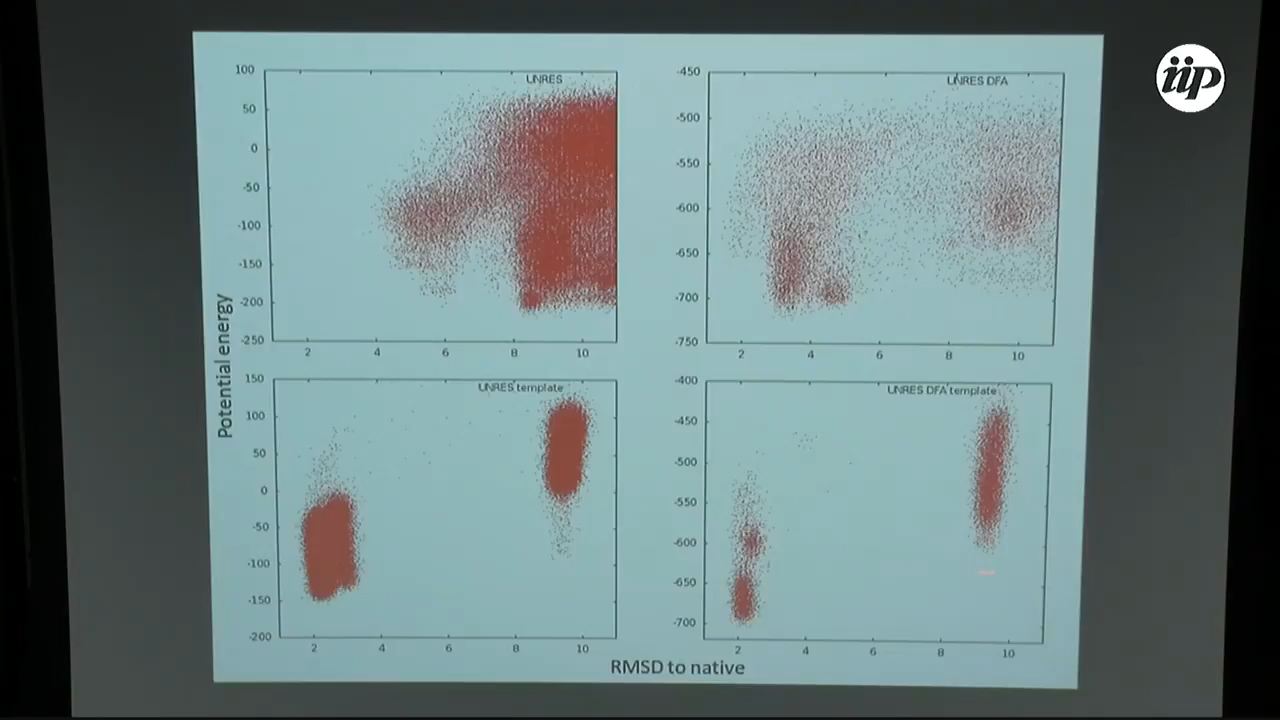 iip
UNRES
100
50
0
-50
-100
-150
-200
-250
2 4 6 8 10
UNRES DFA
-450
-500
-550
-600
-650
-700
-750
2 4 6 8 10
Potential energy
UNRES template
150
100
50
0
-50
-100
-150
-200
2 4 6 8 10
UNRES DFA template
-400
-450
-500
-550
-600
-650
-700
2 4 6 8 10
RMSD to native